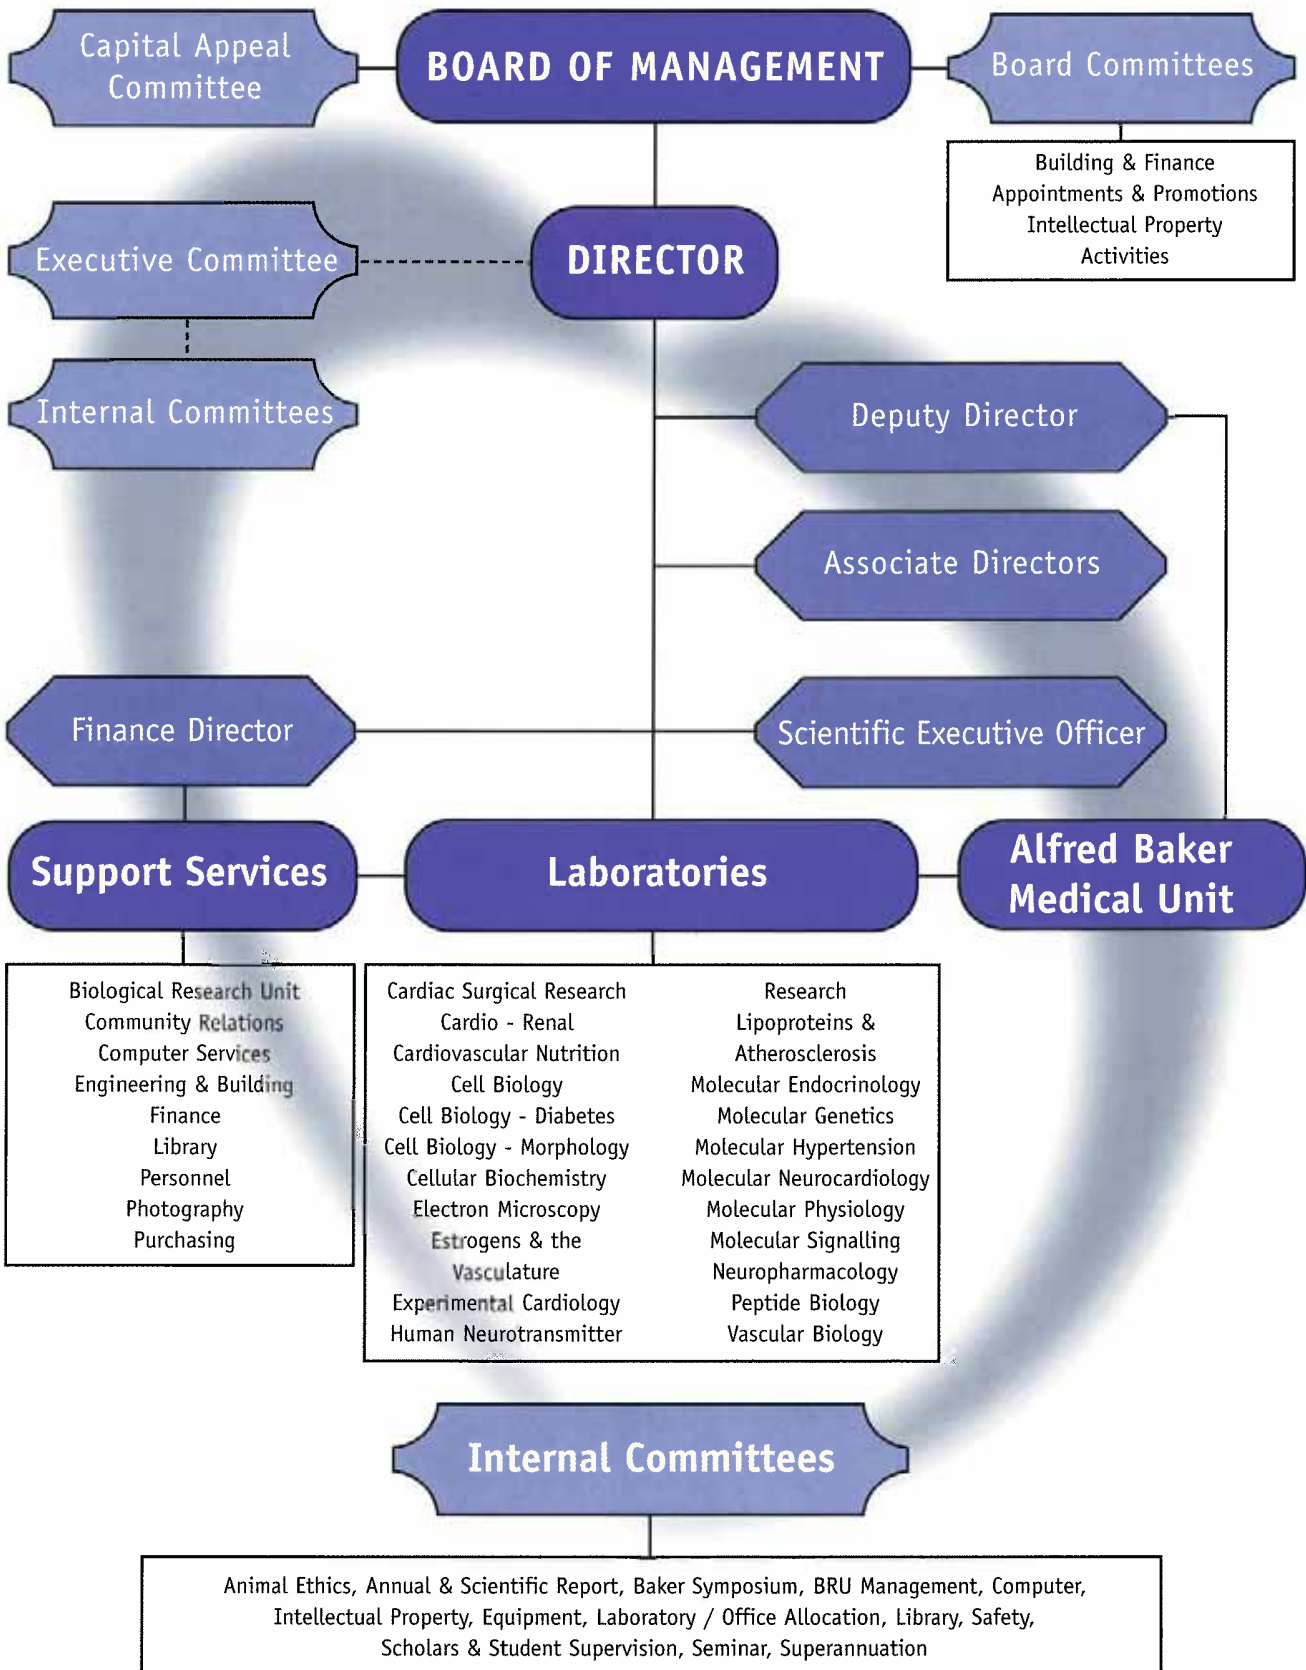 Capital Appeal
Committee
BOARD OF MANAGEMENT
Board Committees
Building & Finance
Appointments & Promotions
Intellectual Property
Activities
Executive Committee
DIRECTOR
Internal Committees
Deputy Director
Associate Directors
Finance Director
Scientific Executive Officer
Support Services
Laboratories
Alfred Baker
Medical Unit
Biological Research Unit
Community Relations
Computer Services
Engineering & Building
Finance
Library
Personnel
Photography
Purchasing
Cardiac Surgical Research
Cardio - Renal
Cardiovascular Nutrition
Cell Biology
Cell Biology - Diabetes
Cell Biology - Morphology
Cellular Biochemistry
Electron Microscopy
Estrogens & the
Vasculature
Experimental Cardiology
Human Neurotransmitter
Research
Lipoproteins &
Atherosclerosis
Molecular Endocrinology
Molecular Genetics
Molecular Hypertension
Molecular Neurocardiology
Molecular Physiology
Molecular Signalling
Neuropharmacology
Peptide Biology
Vascular Biology
Internal Committees
Animal Ethics, Annual & Scientific Report, Baker Symposium, BRU Management, Computer,
Intellectual Property, Equipment, Laboratory / Office Allocation, Library, Safety,
Scholars & Student Supervision, Seminar, Superannuation